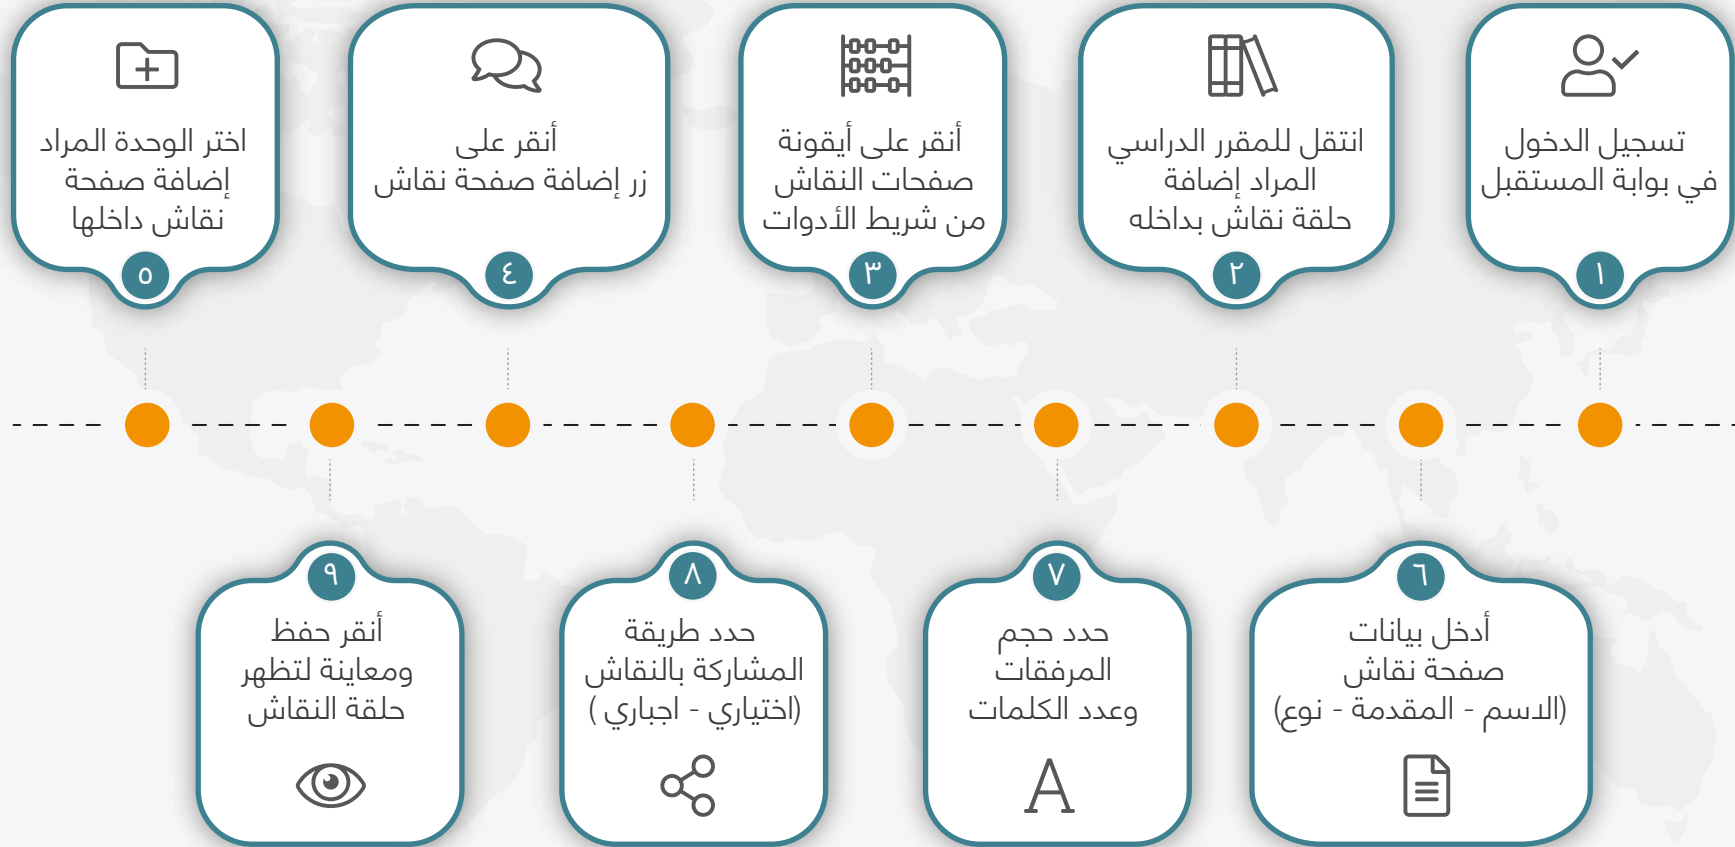 تسجيل الدخول
في بوابة المستقبل
١
انتقل للمقرر الدراسي
المراد إضافة
حلقة نقاش بداخله
٢
أنقر على أيقونة
صفحات النقاش
من شريط الأدوات
٣
أنقر على
زر إضافة صفحة نقاش
٤
اختر الوحدة المراد
إضافة صفحة
نقاش داخلها
٥
٦
أدخل بيانات
صفحة نقاش
(الاسم - المقدمة - نوع)
٧
حدد حجم
المرفقات
وعدد الكلمات
A
٨
حدد طريقة
المشاركة بالنقاش
(اختياري - اجباري )
٩
أنقر حفظ
ومعاينة لتظهر
حلقة النقاش